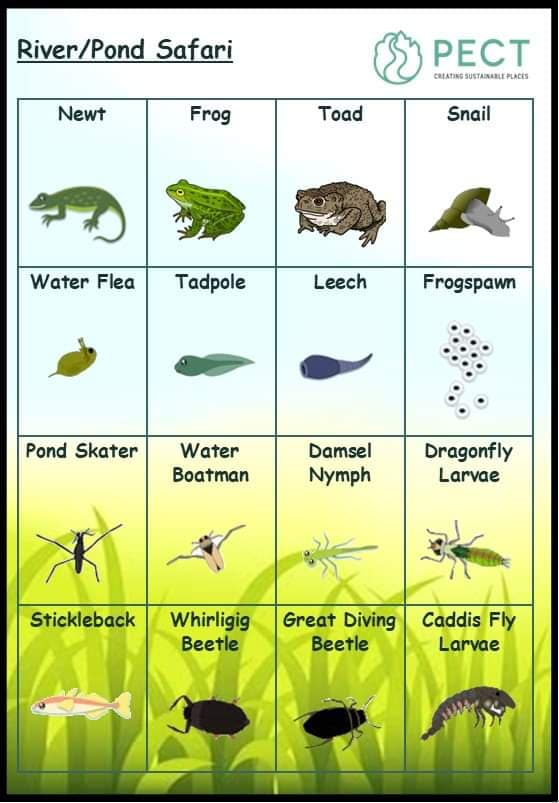 River/Pond Safari
PECT
CREATING SUSTAINABLE PLACES
Newt
Frog
Toad
Snail
Water Flea
Tadpole
Leech
Frogspawn
Pond Skater
Water
Boatman
Damsel
Nymph
Dragonfly
Larvae
Stickleback
Whirligig
Beetle
Great Diving
Beetle
Caddis Fly
Larvae